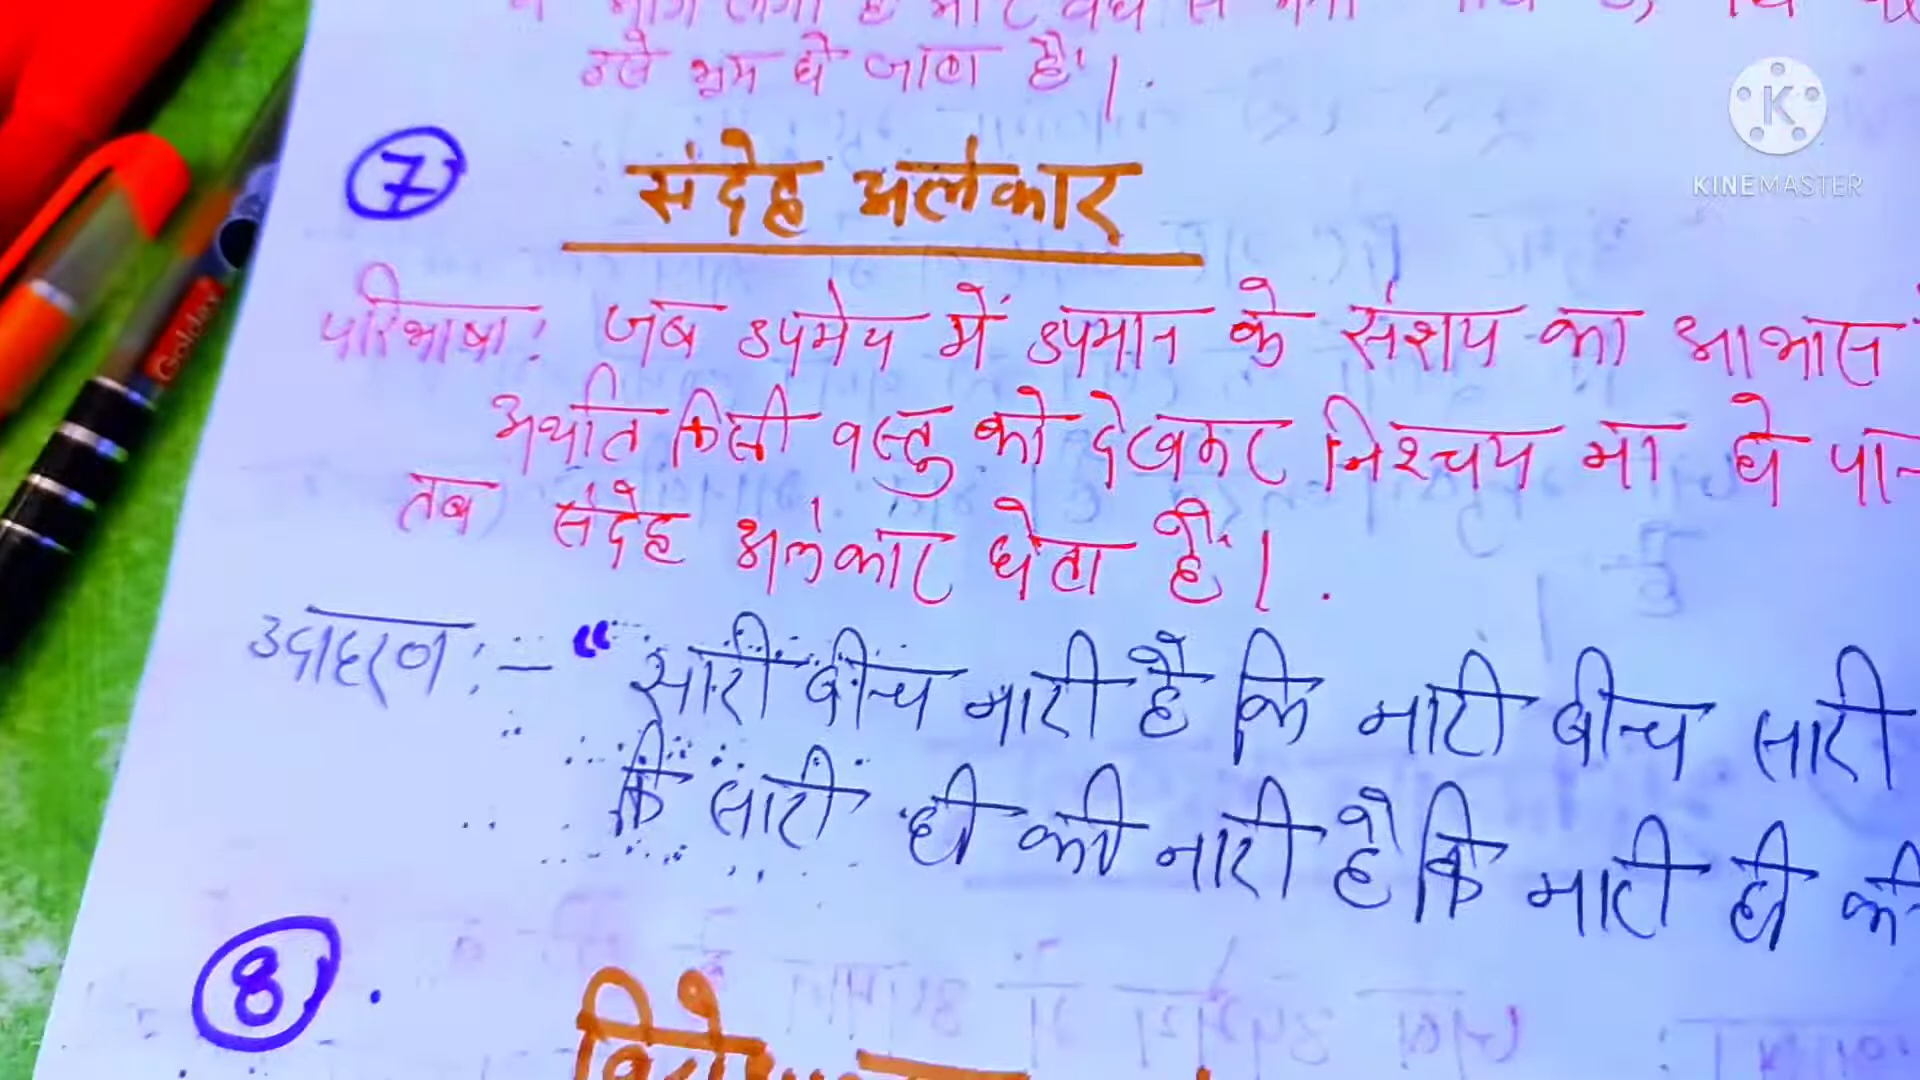 उसे भ्रम हो जाता है।
7 संदेह अलंकार
परिभाषा: जब उपमेय में उपमान के संशय का आभास
अर्थात किसी वस्तु को देखकर निश्चय ना हो
तब संदेह अलंकार होता है।
उदाहरण :- “सारी बीच नारी है कि नारी बीच सारी
कि सारी ही की नारी है कि नारी ही की
8
KINEMASTER
Goldex